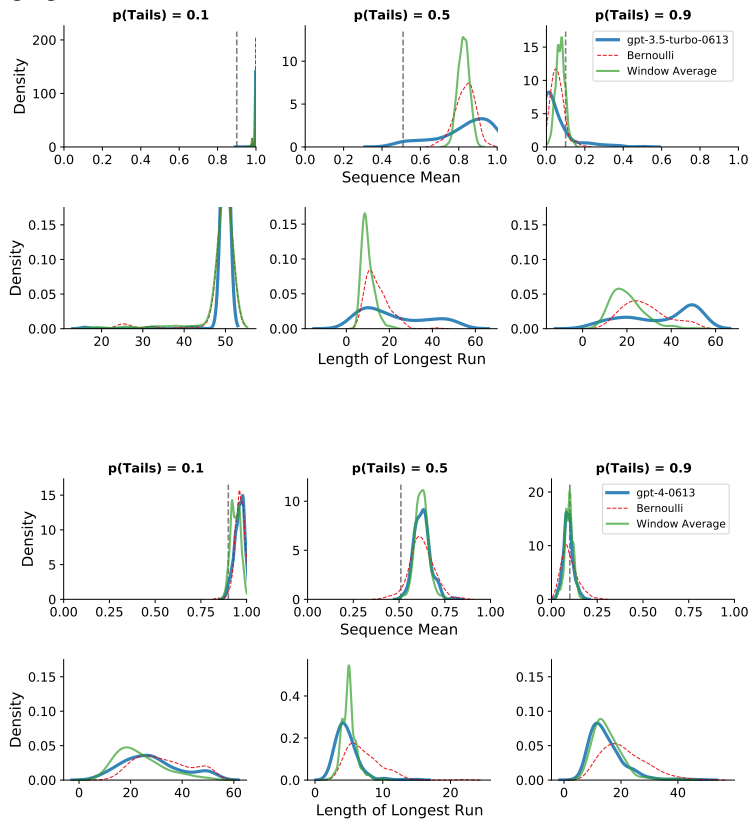 p(Tails) = 0.1 p(Tails) = 0.5 p(Tails) = 0.9
Density
200
100
0
0.0 0.2 0.4 0.6 0.8 1.0
10
5
0
0.0 0.2 0.4 0.6 0.8 1.0
Sequence Mean
15
10
5
0
0.0 0.2 0.4 0.6 0.8 1.0
gpt-3.5-turbo-0613
Bernoulli
Window Average
Density
0.15
0.10
0.05
0.00
20 30 40 50
0.15
0.10
0.05
0.00
0 20 40 60
Length of Longest Run
0.15
0.10
0.05
0.00
0 20 40 60
p(Tails) = 0.1 p(Tails) = 0.5 p(Tails) = 0.9
Density
15
10
5
0
0.00 0.25 0.50 0.75 1.00
10
5
0
0.00 0.25 0.50 0.75 1.00
Sequence Mean
20
10
0
0.00 0.25 0.50 0.75 1.00
gpt-4-0613
Bernoulli
Window Average
Density
0.15
0.10
0.05
0.00
0 20 40 60
0.4
0.2
0.0
0 10 20
Length of Longest Run
0.15
0.10
0.05
0.00
0 20 40